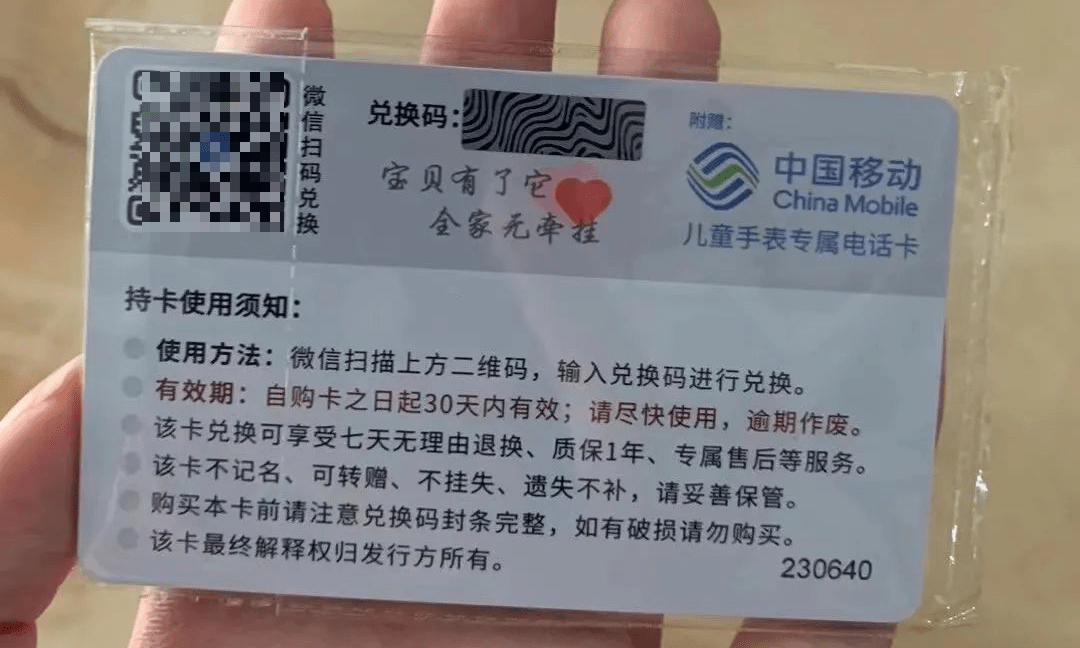 微信扫码兑换
兑换码：
宝贝有了它
全家无牵挂
附赠：
中国移动
China Mobile
儿童手表专属电话卡
持卡使用须知：
使用方法：微信扫描上方二维码，输入兑换码进行兑换。
有效期：自购卡之日起30天内有效；请尽快使用，逾期作废。
该卡兑换可享受七天无理由退换、质保1年、专属售后等服务。
该卡不记名、可转赠、不挂失、遗失不补，请妥善保管。
购买本卡前请注意兑换码封条完整，如有破损请勿购买。
该卡最终解释权归发行方所有。
230640